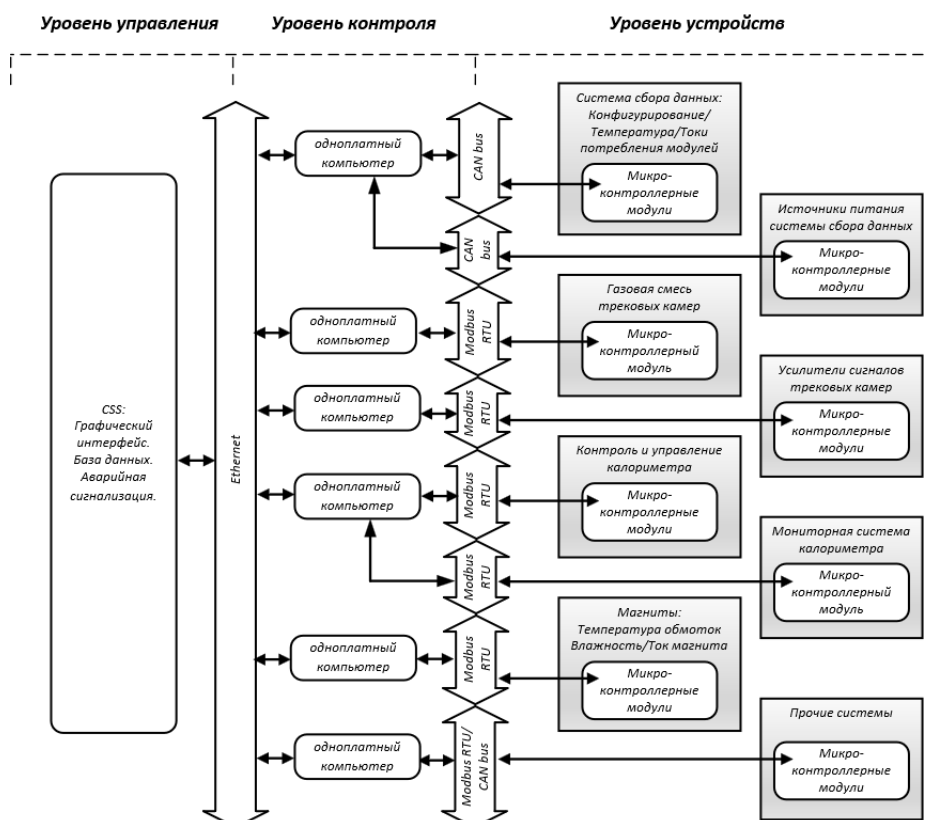 Уровень управления
Уровень контроля
Уровень устройств
CSS:
Графический
интерфейс.
База данных.
Аварийная
сигнализация.
Ethernet
одноплатный
компьютер
CAN bus
Система сбора данных:
Конфигурирование/
Температура/Токи
потребления модулей
Микро-
контроллерные
модули
CAN
bus
Источники питания
системы сбора данных
Микро-
контроллерные
модули
одноплатный
компьютер
Modbus
RTU
Газовая смесь
трековых камер
Микро-
контроллерный
модуль
одноплатный
компьютер
Modbus
RTU
Усилители сигналов
трековых камер
Микро-
контроллерные
модули
одноплатный
компьютер
Modbus
RTU
Контроль и управление
калориметра
Микро-
контроллерные
модули
Modbus
RTU
Мониторная система
калориметра
Микро-
контроллерный
модуль
одноплатный
компьютер
Modbus
RTU
Магниты:
Температура обмоток
Влажность/Ток магнита
Микро-
контроллерные
модули
одноплатный
компьютер
Modbus RTU/
CAN bus
Прочие системы
Микро-
контроллерные
модули